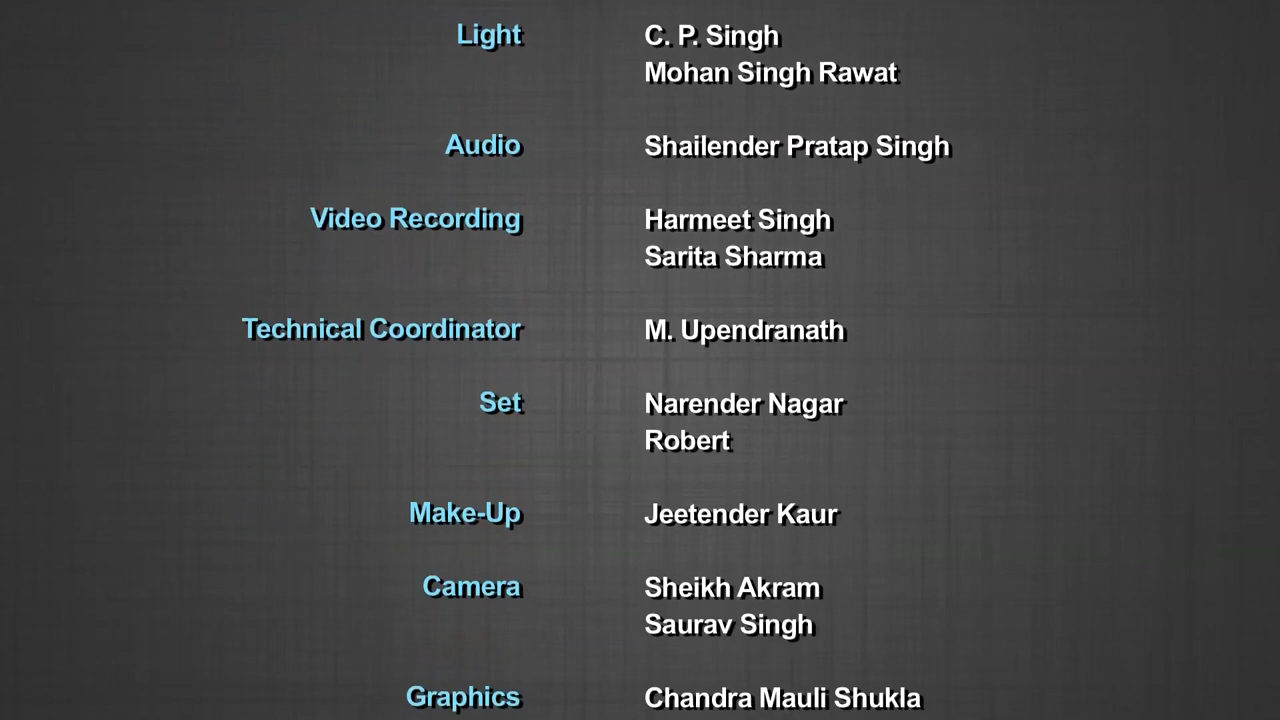 Light C. P. Singh
Mohan Singh Rawat
Audio Shailender Pratap Singh
Video Recording Harmeet Singh
Sarita Sharma
Technical Coordinator M. Upendranath
Set Narender Nagar
Robert
Make-Up Jeetender Kaur
Camera Sheikh Akram
Saurav Singh
Graphics Chandra Mauli Shukla